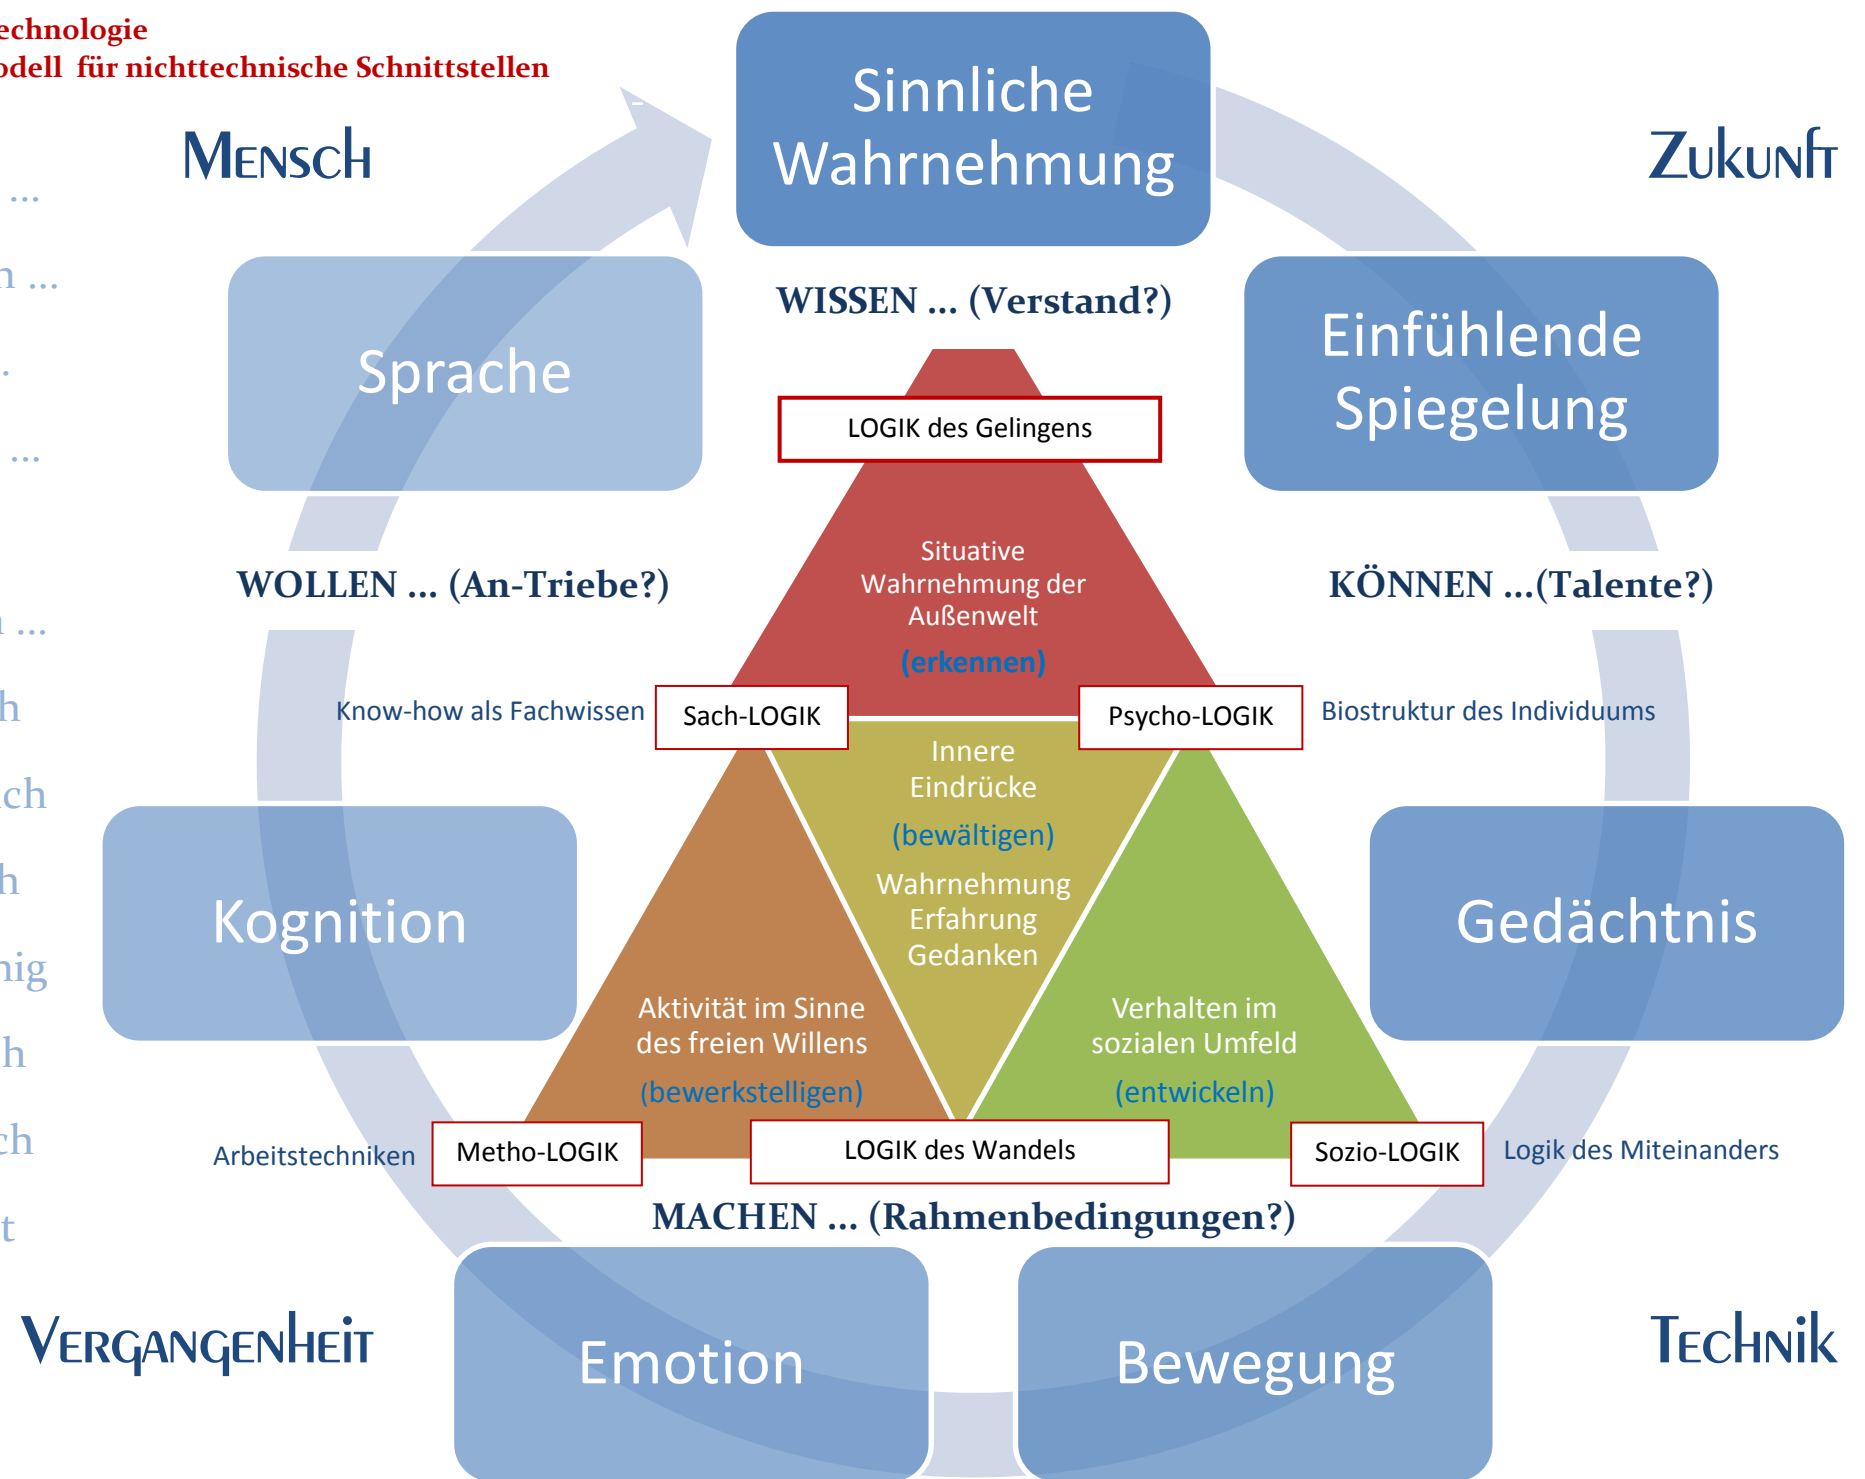 echnologie
odell für nichttechnische Schnittstellen
Mensch
Zukunft
Sinnliche
Wahrnehmung
...
n ...
.
...
n ...
h
ich
h
nig
h
ch
t
Sprache
Einfühlende
Spiegelung
WISSEN ... (Verstand?)
LOGIK des Gelingens
Situative
Wahrnehmung der
Außenwelt
(erkennen)
WOLLEN ... (An-Triebe?)
KÖNNEN ...(Talente?)
Know-how als Fachwissen
Sach-LOGIK
Psycho-LOGIK
Biostruktur des Individuums
Innere
Eindrücke
(bewältigen)
Wahrnehmung
Erfahrung
Gedanken
Kognition
Gedächtnis
Aktivität im Sinne
des freien Willens
(bewerkstelligen)
Verhalten im
sozialen Umfeld
(entwickeln)
Arbeitstechniken
Metho-LOGIK
LOGIK des Wandels
Sozio-LOGIK
Logik des Miteinanders
MACHEN ... (Rahmenbedingungen?)
Vergangenheit
Emotion
Bewegung
Technik